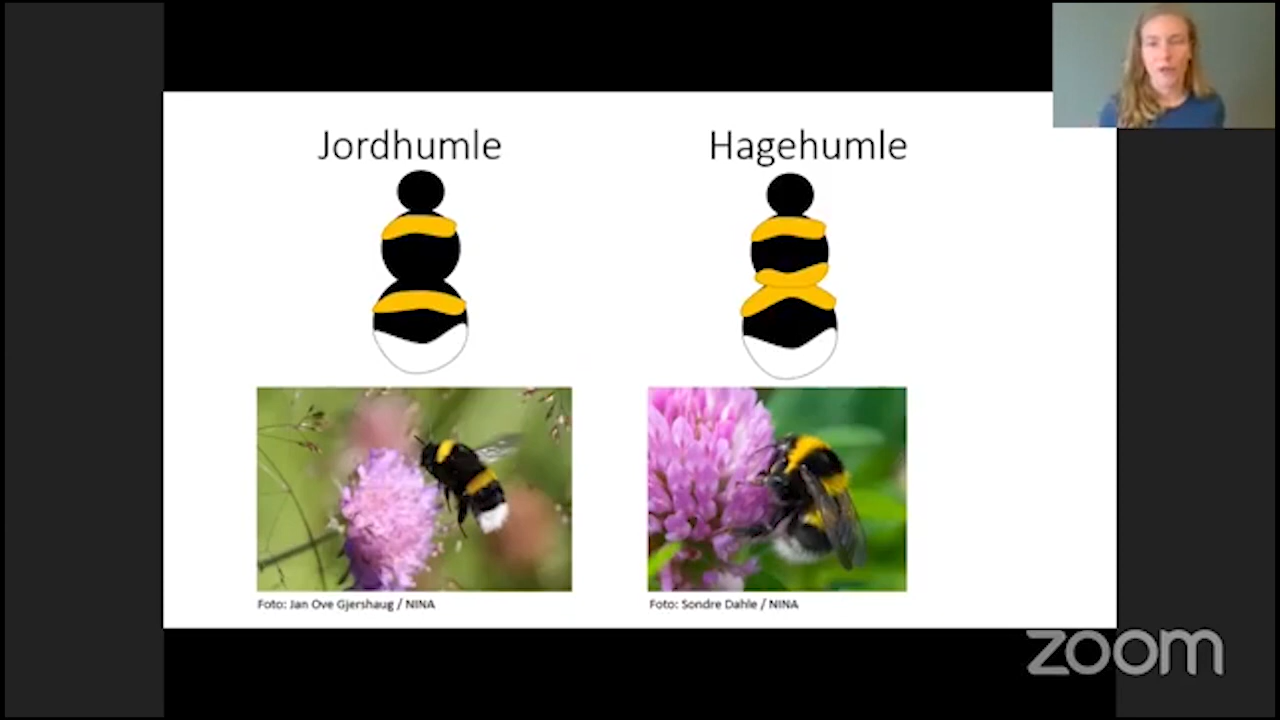 Jordhumle
Hagehumle
Foto: Jan Ove Gjershaug / NINA
Foto: Sondre Dahle / NINA
zoom